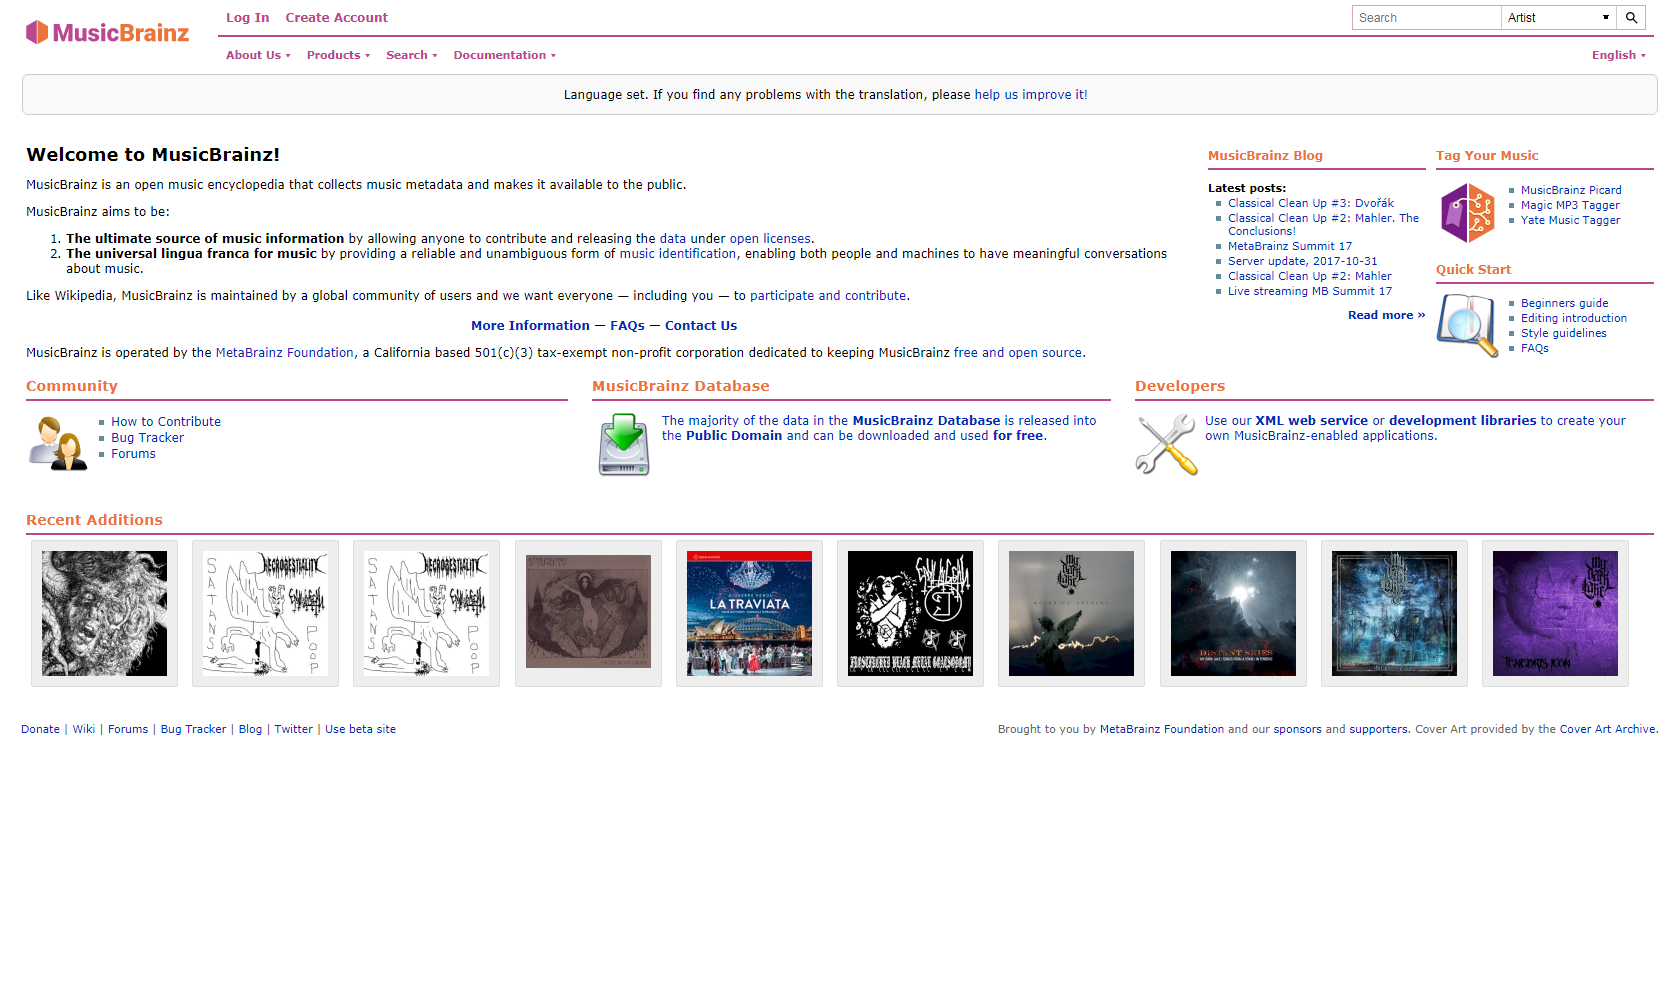 MusicBrainz
Log In Create Account
Search Artist
About Us Products Search Documentation
English
Language set. If you find any problems with the translation, please help us improve it!
Welcome to MusicBrainz!
MusicBrainz is an open music encyclopedia that collects music metadata and makes it available to the public.
MusicBrainz aims to be:
1. The ultimate source of music information by allowing anyone to contribute and releasing the data under open licenses.
2. The universal lingua franca for music by providing a reliable and unambiguous form of music identification, enabling both people and machines to have meaningful conversations
about music.
Like Wikipedia, MusicBrainz is maintained by a global community of users and we want everyone — including you — to participate and contribute.
More Information — FAQs — Contact Us
MusicBrainz is operated by the MetaBrainz Foundation, a California based 501(c)(3) tax-exempt non-profit corporation dedicated to keeping MusicBrainz free and open source.
MusicBrainz Blog
Latest posts:
Classical Clean Up #3: Dvořák
Classical Clean Up #2: Mahler. The
Conclusions!
MetaBrainz Summit 17
Server update, 2017-10-31
Classical Clean Up #2: Mahler
Live streaming MB Summit 17
Read more »
Tag Your Music
MusicBrainz Picard
Magic MP3 Tagger
Yate Music Tagger
Quick Start
Beginners guide
Editing introduction
Style guidelines
FAQs
Community
How to Contribute
Bug Tracker
Forums
MusicBrainz Database
The majority of the data in the MusicBrainz Database is released into
the Public Domain and can be downloaded and used for free.
Developers
Use our XML web service or development libraries to create your
own MusicBrainz-enabled applications.
Recent Additions
NECROBESTIALITY
SATANS
POOP
NECROBESTIALITY
SATANS
POOP
GIUSEPPE VERDI
LA TRAVIATA
MOURNING ANTHEMS
DISTANT SKIES
TENEBRIS ICON
Donate | Wiki | Forums | Bug Tracker | Blog | Twitter | Use beta site
Brought to you by MetaBrainz Foundation and our sponsors and supporters. Cover Art provided by the Cover Art Archive.